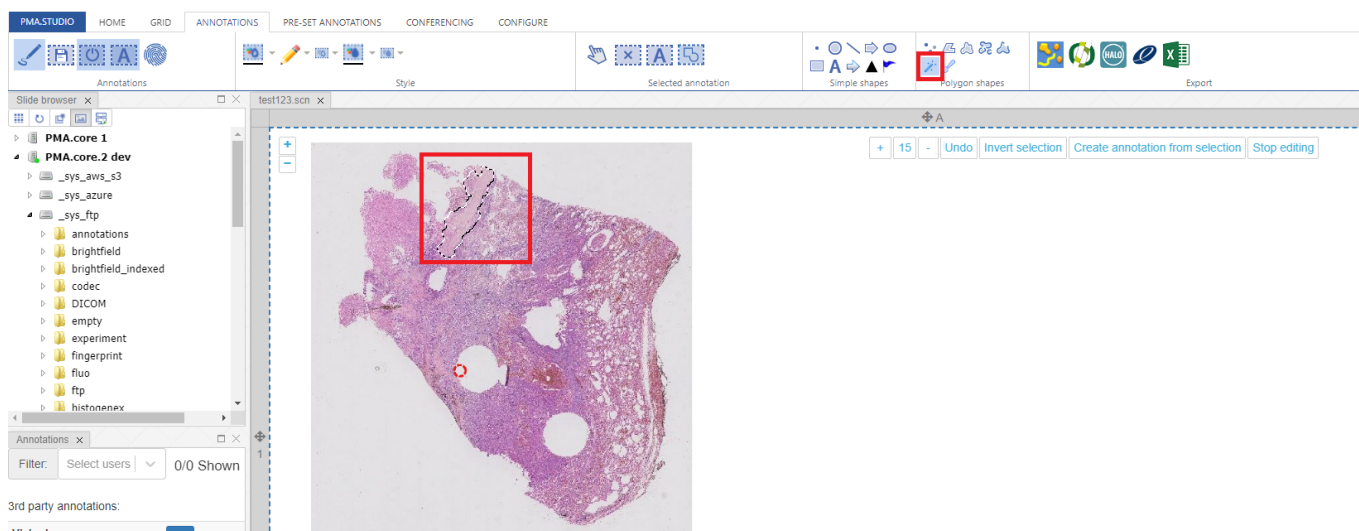 PMA.STUDIO HOME GRID ANNOTATIONS PRE-SET ANNOTATIONS CONFERENCING CONFIGURE
A A A HALO
Annotations Style Selected annotation Simple shapes Polygon shapes Export
Slide browser x test123.scn x
A
PMA.core 1
+ + 15 - Undo Invert selection Create annotation from selection Stop editing
PMA.core.2 dev
−
_sys_aws_s3
_sys_azure
_sys_ftp
annotations
brightfield
brightfield_indexed
codec
DICOM
empty
experiment
fingerprint
fluo
ftp
histogenex
Annotations x
1
Filter: Select users 0/0 Shown
3rd party annotations: